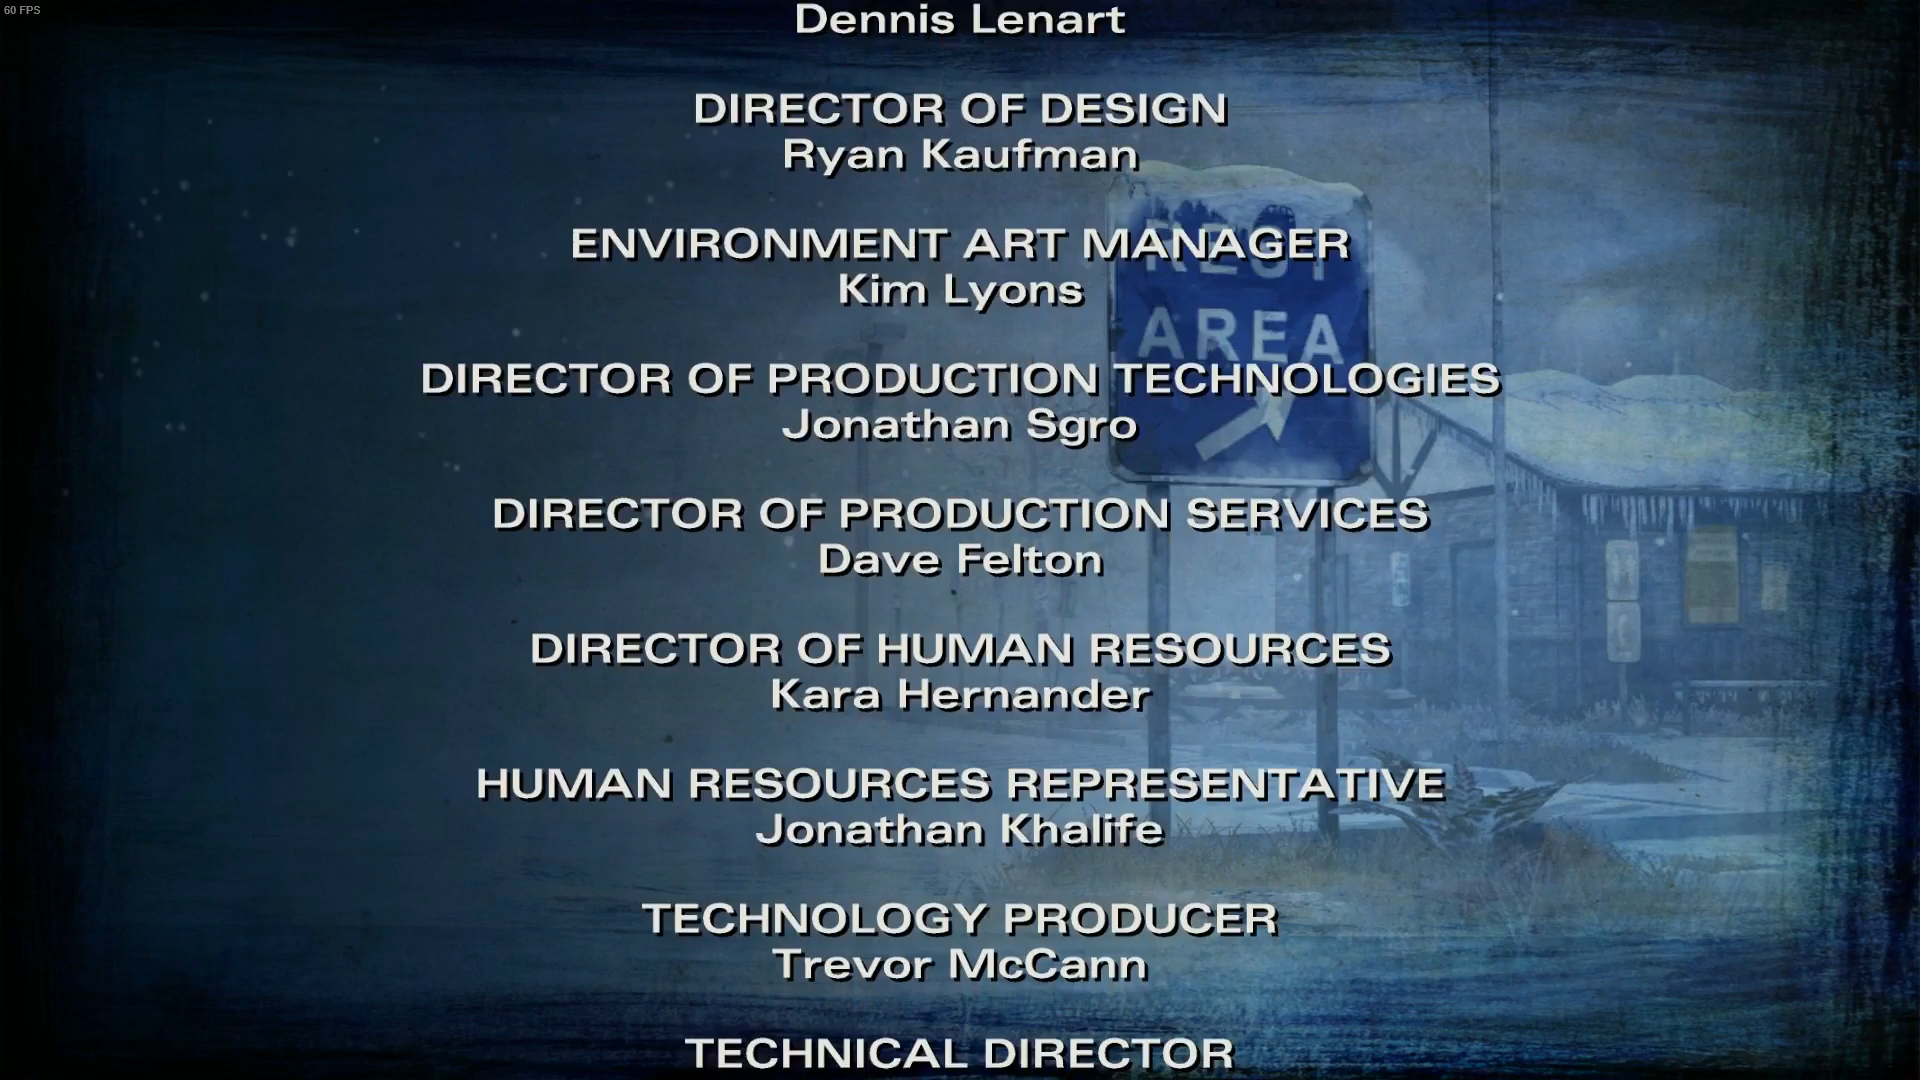 60 FPS
Dennis Lenart
DIRECTOR OF DESIGN
Ryan Kaufman
ENVIRONMENT ART MANAGER
Kim Lyons
REST
AREA
DIRECTOR OF PRODUCTION TECHNOLOGIES
Jonathan Sgro
DIRECTOR OF PRODUCTION SERVICES
Dave Felton
DIRECTOR OF HUMAN RESOURCES
Kara Hernander
HUMAN RESOURCES REPRESENTATIVE
Jonathan Khalife
TECHNOLOGY PRODUCER
Trevor McCann
TECHNICAL DIRECTOR